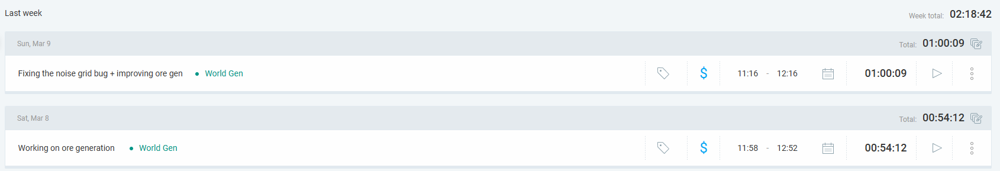 Last week Week total: 02:18:42
Sun, Mar 9 Total: 01:00:09
Fixing the noise grid bug + improving ore gen • World Gen $ 11:16 - 12:16 01:00:09
Sat, Mar 8 Total: 00:54:12
Working on ore generation • World Gen $ 11:58 - 12:52 00:54:12